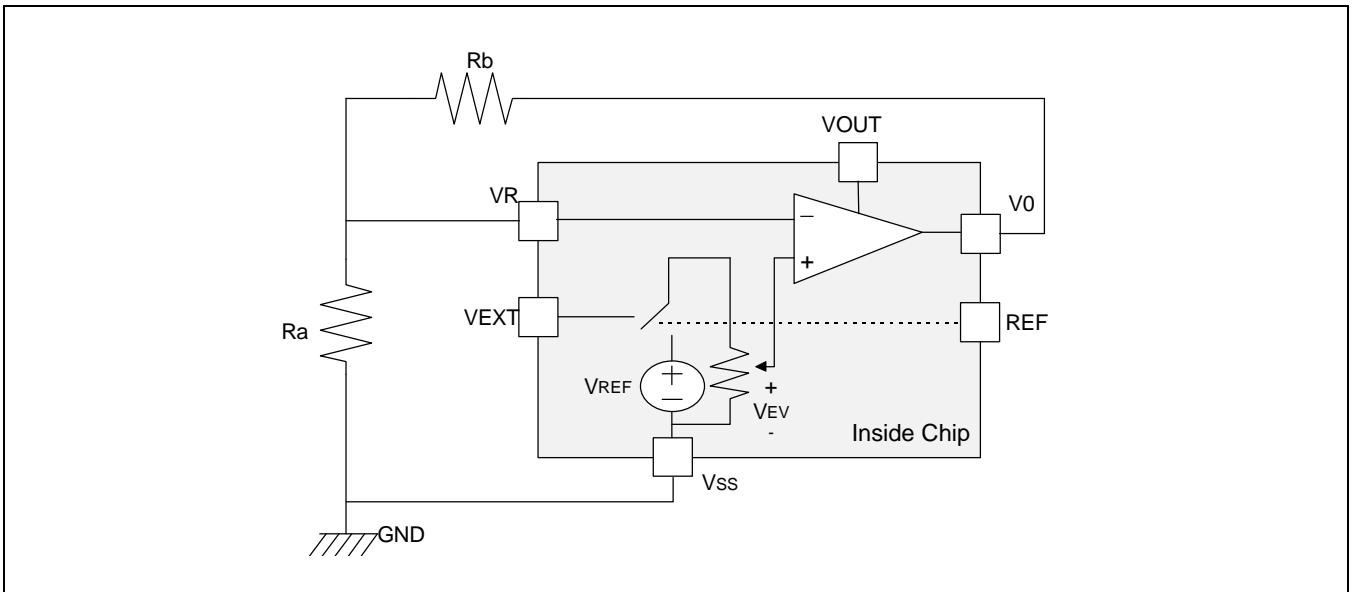 Rb
VOUT
VR
V0
−
+
VEXT
REF
Ra
VREF
+
−
+
VEV
-
Inside Chip
VSS
GND